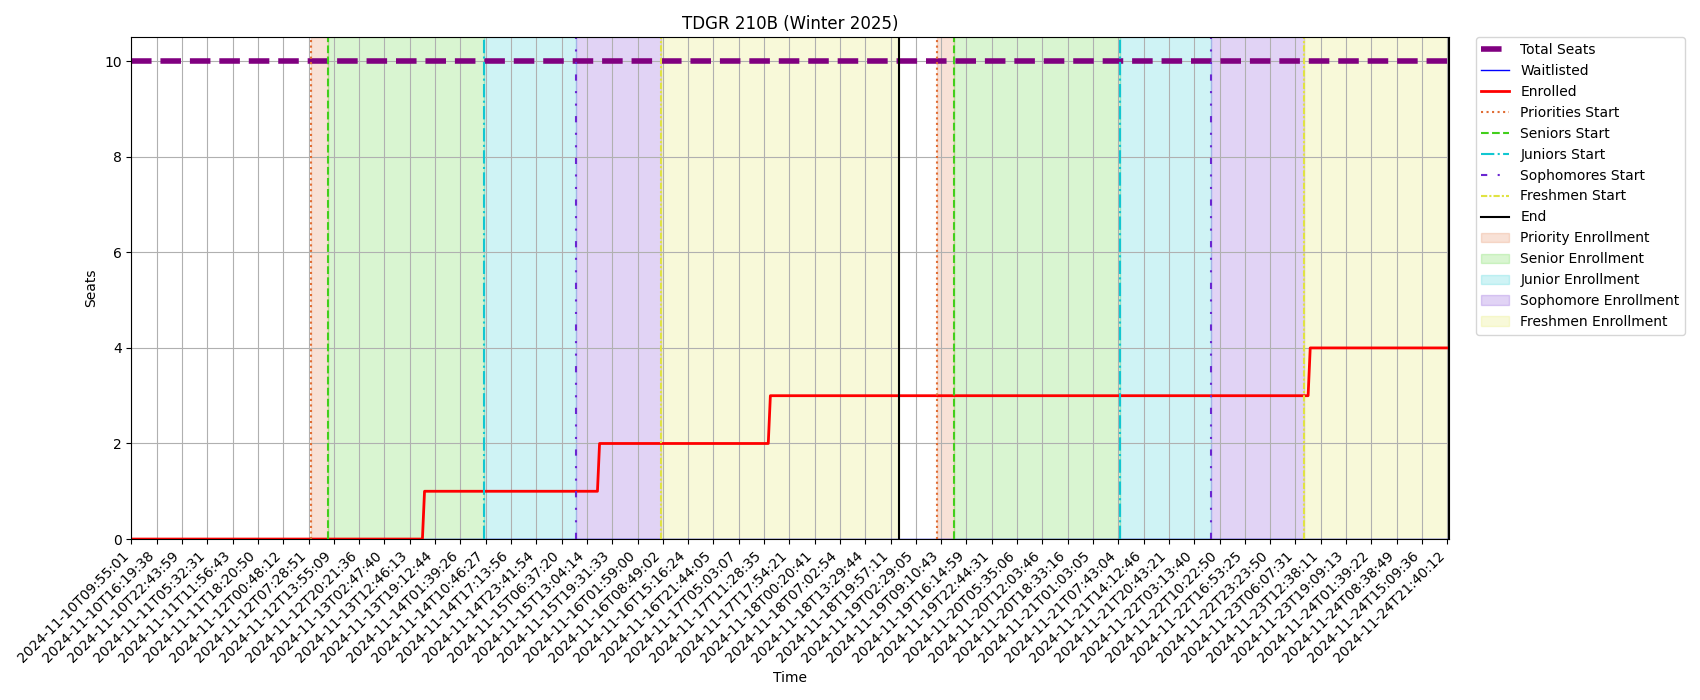 TDGR 210B (Winter 2025)
10
8
6
4
2
0
Seats
2024-11-10T09:55:01
2024-11-10T16:19:38
2024-11-10T22:43:59
2024-11-11T05:32:31
2024-11-11T11:56:43
2024-11-11T18:20:50
2024-11-12T00:48:12
2024-11-12T07:28:51
2024-11-12T13:55:09
2024-11-12T20:21:36
2024-11-13T02:47:40
2024-11-13T12:46:13
2024-11-13T19:12:44
2024-11-14T01:39:26
2024-11-14T10:46:27
2024-11-14T17:13:56
2024-11-14T23:41:54
2024-11-15T06:37:20
2024-11-15T13:04:14
2024-11-15T19:31:33
2024-11-16T01:59:00
2024-11-16T08:49:02
2024-11-16T15:16:24
2024-11-16T21:44:05
2024-11-17T05:03:07
2024-11-17T11:28:35
2024-11-17T17:54:21
2024-11-18T00:20:41
2024-11-18T07:02:54
2024-11-18T13:29:44
2024-11-18T19:57:11
2024-11-19T02:29:05
2024-11-19T09:10:43
2024-11-19T16:14:59
2024-11-19T22:44:31
2024-11-20T05:35:06
2024-11-20T12:03:46
2024-11-20T18:33:16
2024-11-21T01:03:05
2024-11-21T07:43:04
2024-11-21T14:12:46
2024-11-21T20:43:21
2024-11-22T03:13:40
2024-11-22T10:22:50
2024-11-22T16:53:25
2024-11-22T23:23:50
2024-11-23T06:07:31
2024-11-23T12:38:11
2024-11-23T19:09:13
2024-11-24T01:39:22
2024-11-24T08:38:49
2024-11-24T15:09:36
2024-11-24T21:40:12
Time
Total Seats
Waitlisted
Enrolled
Priorities Start
Seniors Start
Juniors Start
Sophomores Start
Freshmen Start
End
Priority Enrollment
Senior Enrollment
Junior Enrollment
Sophomore Enrollment
Freshmen Enrollment